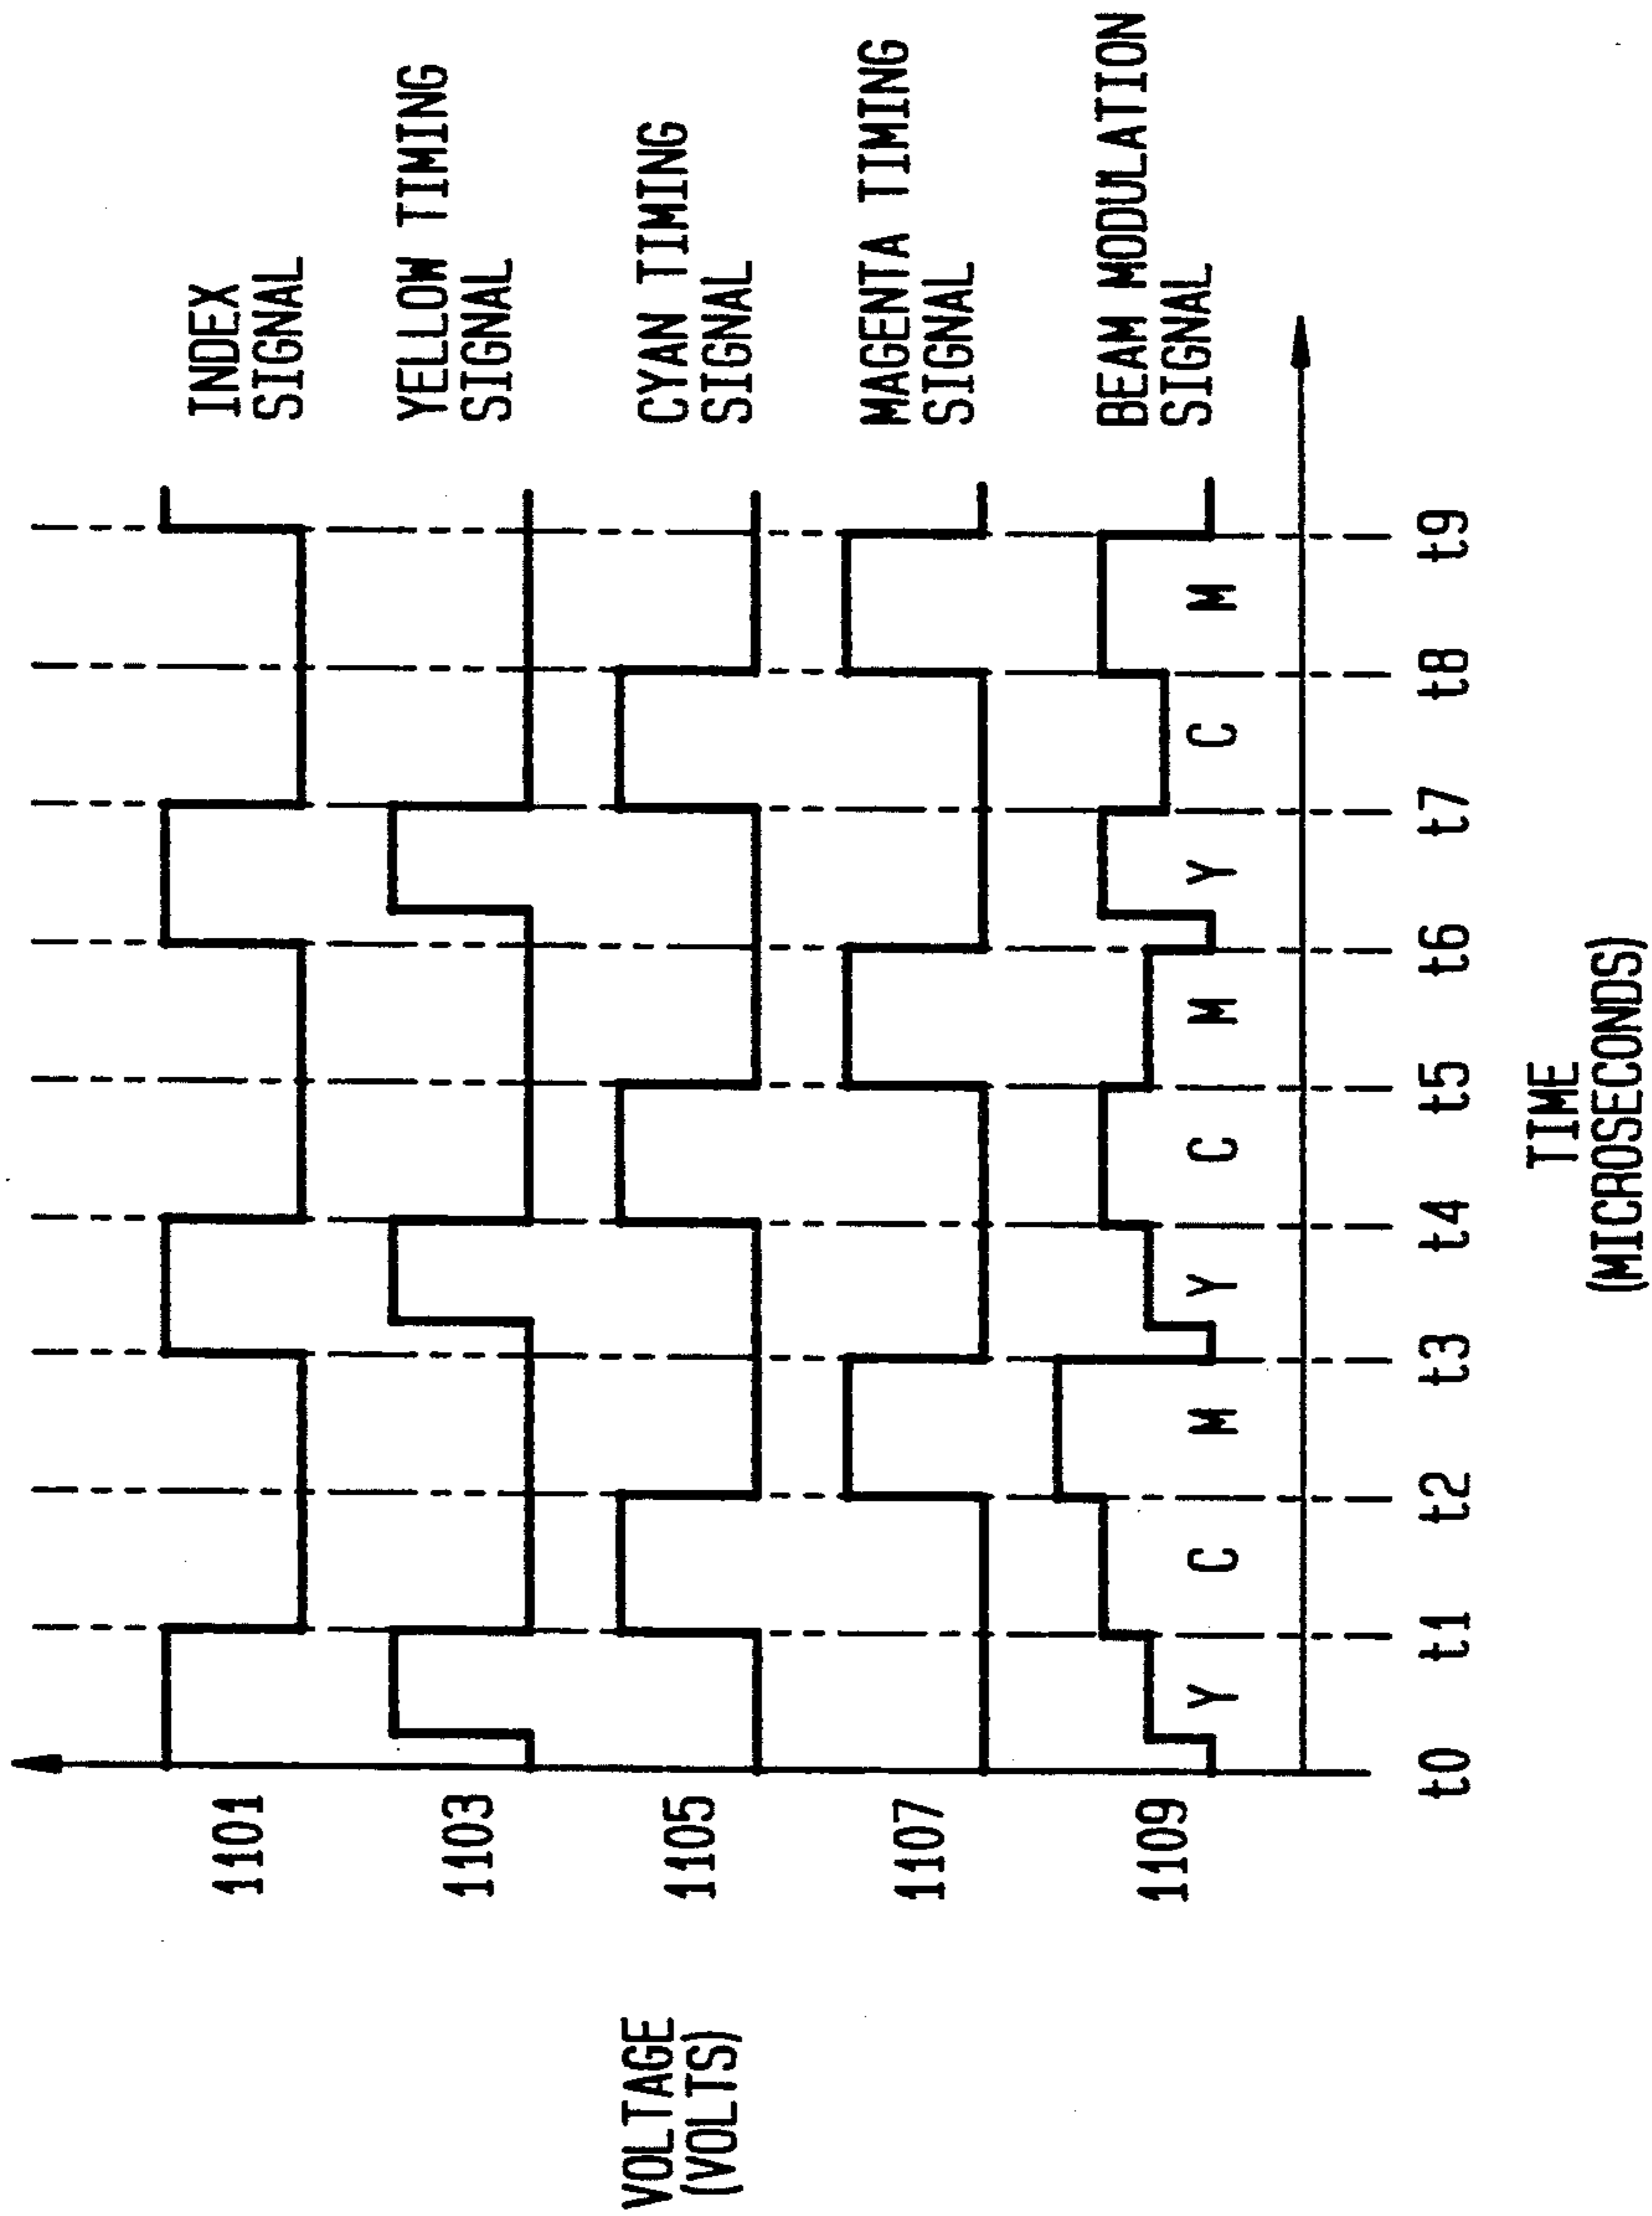 VOLTAGE
(VOLTS)
1101
INDEX
SIGNAL
1103
YELLOW TIMING
SIGNAL
1105
CYAN TIMING
SIGNAL
1107
MAGENTA TIMING
SIGNAL
1109
Y C M Y C M Y C M
BEAM MODULATION
SIGNAL
t0 t1 t2 t3 t4 t5 t6 t7 t8 t9
TIME
(MICROSECONDS)